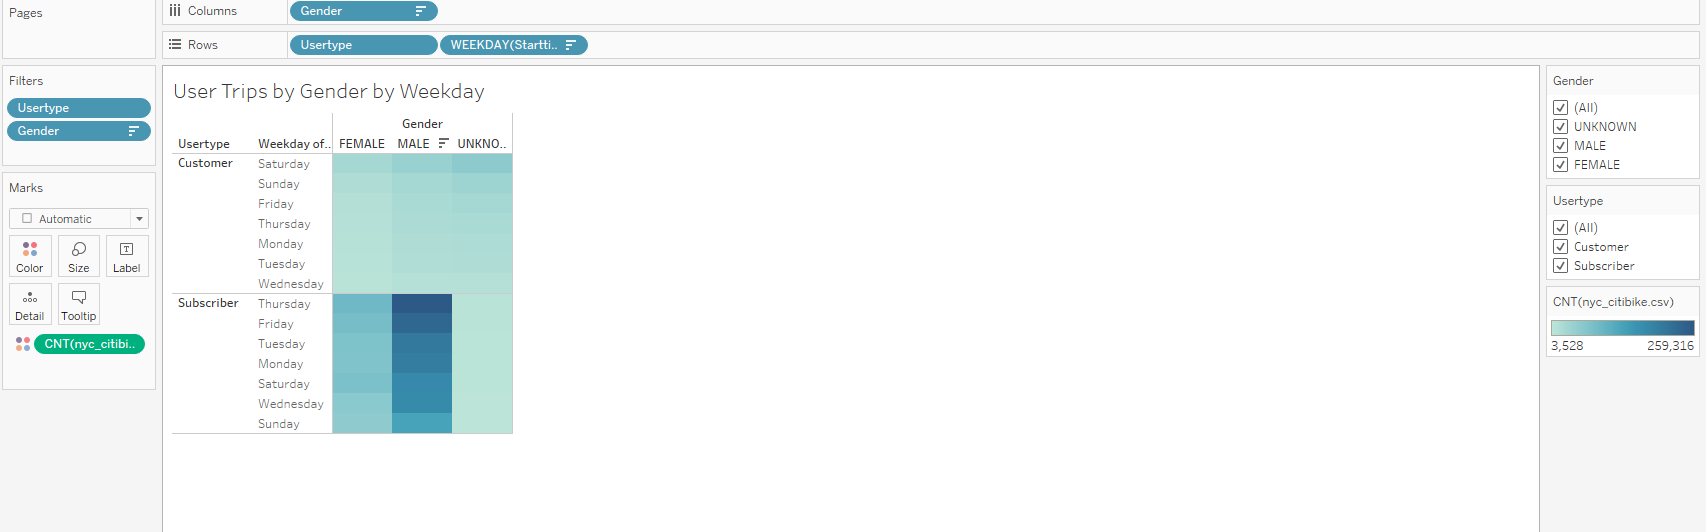 Pages
Columns
Gender
Rows
Usertype
WEEKDAY(Startti..
Filters
Usertype
Gender
Marks
Automatic
Color
Size
Label
Detail
Tooltip
CNT(nyc_citibi..
User Trips by Gender by Weekday
Gender
Usertype Weekday of.. FEMALE MALE UNKNO..
Customer Saturday
Sunday
Friday
Thursday
Monday
Tuesday
Wednesday
Subscriber Thursday
Friday
Tuesday
Monday
Saturday
Wednesday
Sunday
Gender
(All)
UNKNOWN
MALE
FEMALE
Usertype
(All)
Customer
Subscriber
CNT(nyc_citibike.csv)
3,528 259,316